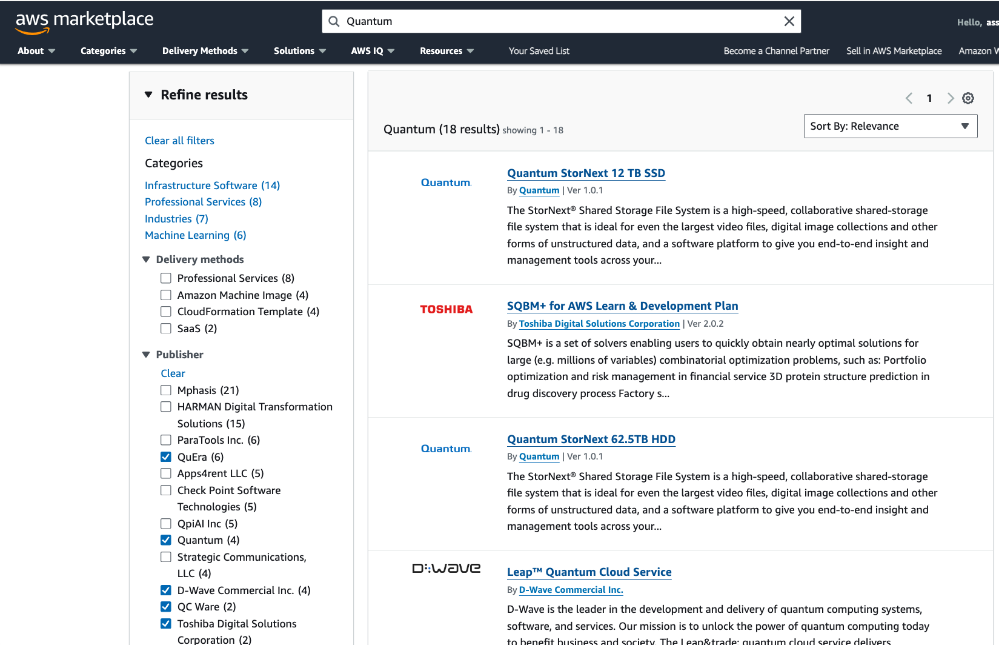 aws marketplace
Quantum
Hello, ass
About
Categories
Delivery Methods
Solutions
AWS IQ
Resources
Your Saved List
Become a Channel Partner
Sell in AWS Marketplace
Amazon W
Refine results
Clear all filters
Categories
Infrastructure Software (14)
Professional Services (8)
Industries (7)
Machine Learning (6)
Delivery methods
Professional Services (8)
Amazon Machine Image (4)
CloudFormation Template (4)
SaaS (2)
Publisher
Clear
Mphasis (21)
HARMAN Digital Transformation
Solutions (15)
ParaTools Inc. (6)
QuEra (6)
Apps4rent LLC (5)
Check Point Software
Technologies (5)
QpiAI Inc (5)
Quantum (4)
Strategic Communications,
LLC (4)
D-Wave Commercial Inc. (4)
QC Ware (2)
Toshiba Digital Solutions
Corporation (2)
1
Quantum (18 results) showing 1 - 18
Sort By: Relevance
Quantum
Quantum StorNext 12 TB SSD
By Quantum | Ver 1.0.1
The StorNext® Shared Storage File System is a high-speed, collaborative shared-storage
file system that is ideal for even the largest video files, digital image collections and other
forms of unstructured data, and a software platform to give you end-to-end insight and
management tools across your...
TOSHIBA
SQBM+ for AWS Learn & Development Plan
By Toshiba Digital Solutions Corporation | Ver 2.0.2
SQBM+ is a set of solvers enabling users to quickly obtain nearly optimal solutions for
large (e.g. millions of variables) combinatorial optimization problems, such as: Portfolio
optimization and risk management in financial service 3D protein structure prediction in
drug discovery process Factory s...
Quantum
Quantum StorNext 62.5TB HDD
By Quantum | Ver 1.0.1
The StorNext® Shared Storage File System is a high-speed, collaborative shared-storage
file system that is ideal for even the largest video files, digital image collections and other
forms of unstructured data, and a software platform to give you end-to-end insight and
management tools across your...
D:Wave
Leap™ Quantum Cloud Service
By D-Wave Commercial Inc.
D-Wave is the leader in the development and delivery of quantum computing systems,
software, and services. Our mission is to unlock the power of quantum computing today
to benefit business and society. The Leap&trade; quantum cloud service delivers